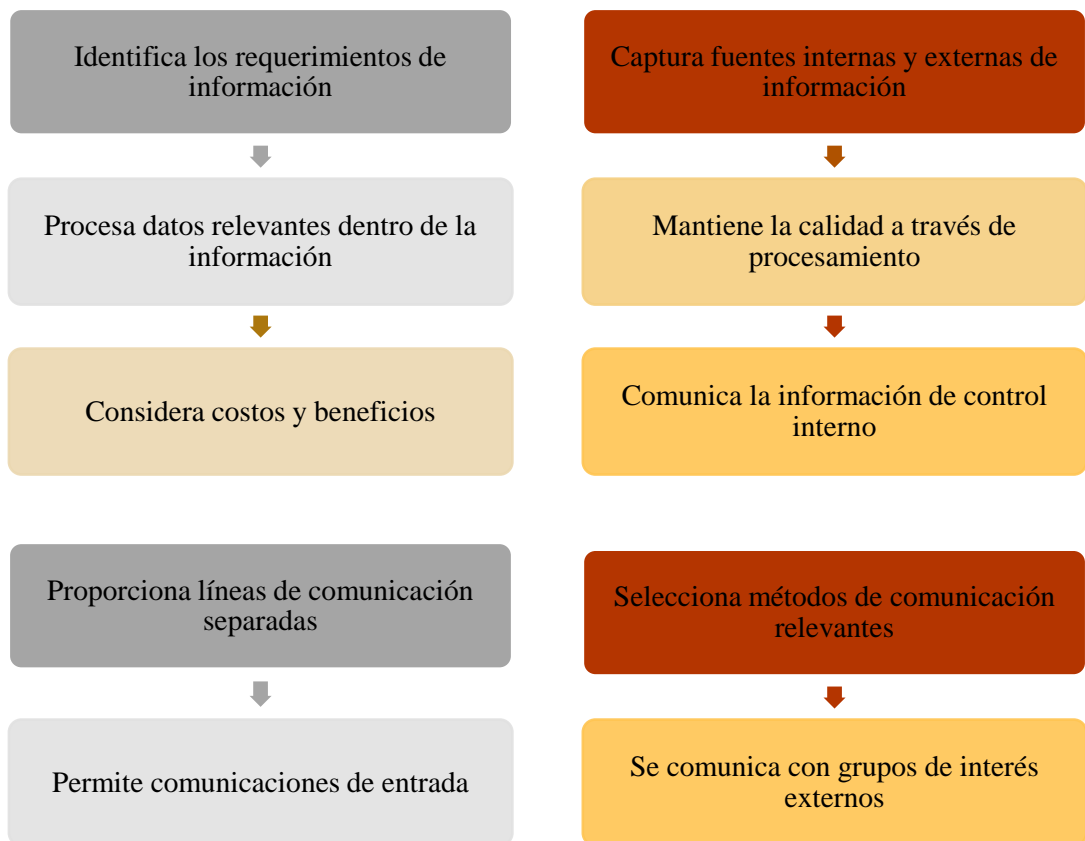 Identifica los requerimientos de
información
Captura fuentes internas y externas de
información
Procesa datos relevantes dentro de la
información
Mantiene la calidad a través de
procesamiento
Considera costos y beneficios
Comunica la información de control
interno
Proporciona líneas de comunicación
separadas
Selecciona métodos de comunicación
relevantes
Permite comunicaciones de entrada
Se comunica con grupos de interés
externos